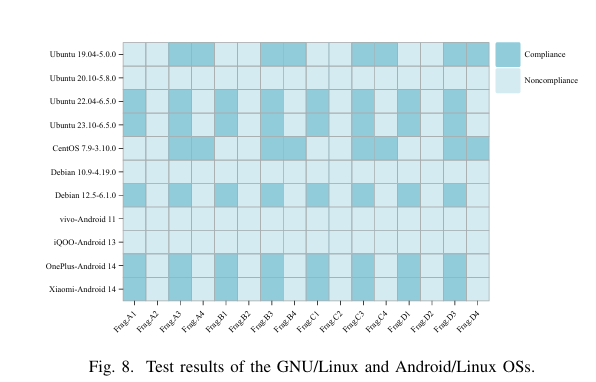 Ubuntu 19.04-5.0.0
Compliance
Ubuntu 20.10-5.8.0
Noncompliance
Ubuntu 22.04-6.5.0
Ubuntu 23.10-6.5.0
CentOS 7.9-3.10.0
Debian 10.9-4.19.0
Debian 12.5-6.1.0
vivo-Android 11
iQOO-Android 13
OnePlus-Android 14
Xiaomi-Android 14
Frag.A1 Frag.A2 Frag.A3 Frag.A4 Frag.B1 Frag.B2 Frag.B3 Frag.B4 Frag.C1 Frag.C2 Frag.C3 Frag.C4 Frag.D1 Frag.D2 Frag.D3 Frag.D4
Fig. 8. Test results of the GNU/Linux and Android/Linux OSs.